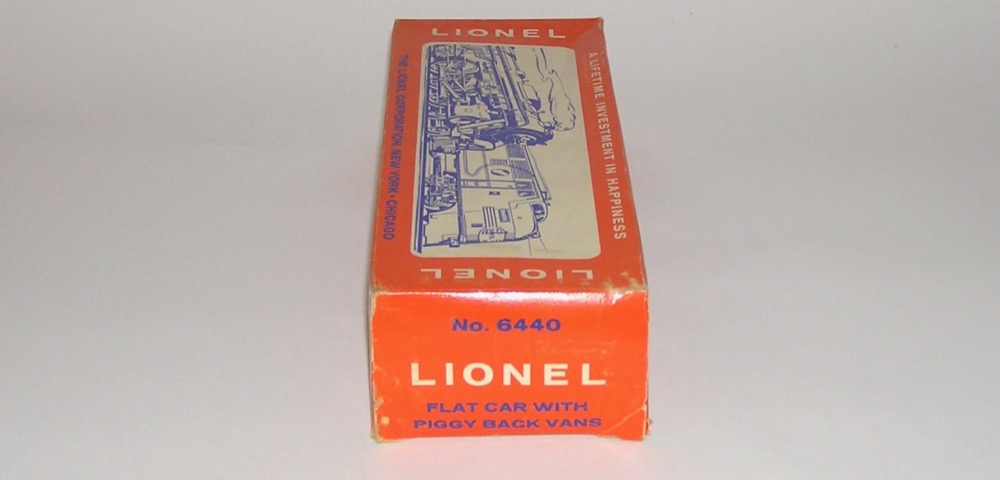 LIONEL
THE LIONEL CORPORATION NEW YORK • CHICAGO
A LIFETIME INVESTMENT IN HAPPINESS
LIONEL
No. 6440
LIONEL
FLAT CAR WITH
PIGGY BACK VANS